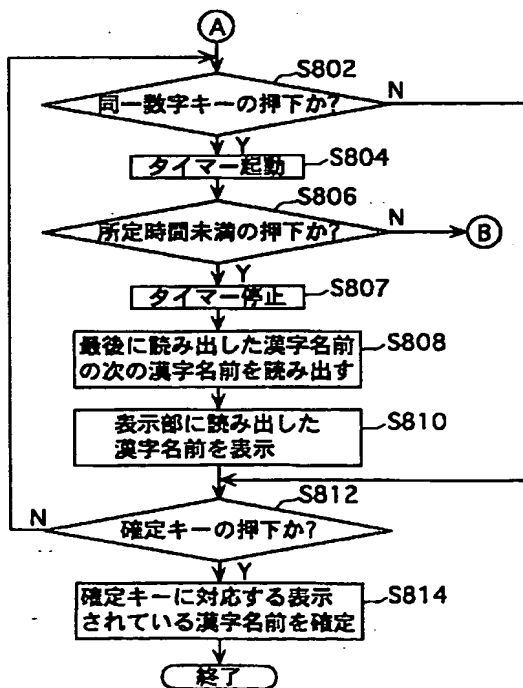 A
S802
同一数字キーの押下か?
N
Y
タイマー起動
S804
S806
所定時間未満の押下か?
N
B
Y
タイマー停止
S807
最後に読み出した漢字名前
の次の漢字名前を読み出す
S808
表示部に読み出した
漢字名前を表示
S810
S812
N
確定キーの押下か?
Y
確定キーに対応する表示
されている漢字名前を確定
S814
終了